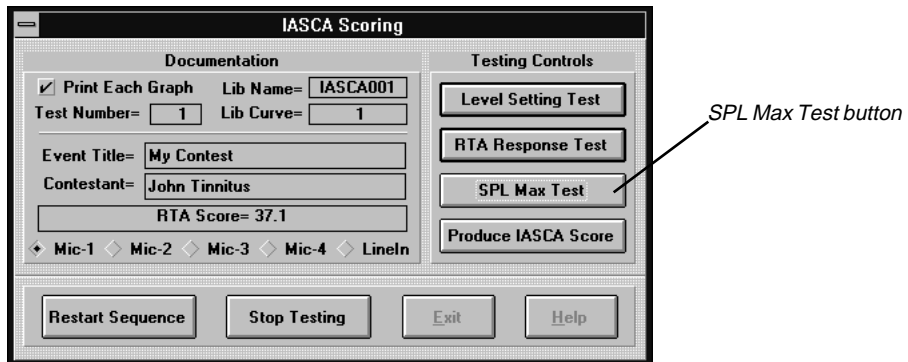 IASCA Scoring
Documentation
Print Each Graph Lib Name= IASCA001
Test Number= 1 Lib Curve= 1
Event Title= My Contest
Contestant= John Tinnitus
RTA Score= 37.1
Mic-1 Mic-2 Mic-3 Mic-4 LineIn
Testing Controls
Level Setting Test
RTA Response Test
SPL Max Test
Produce IASCA Score
SPL Max Test button
Restart Sequence Stop Testing Exit Help